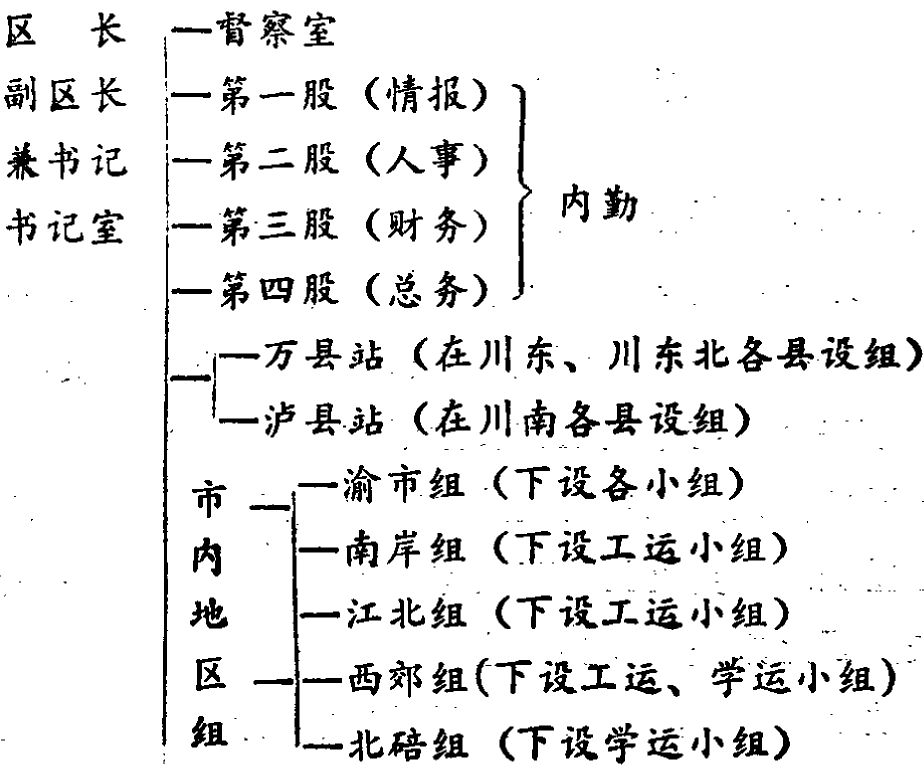 区长 督察室
副区长 第一股（情报）
兼书记 第二股（人事）
内勤
书记室 第三股（财务）
第四股（总务）
万县站（在川东、川东北各县设组）
泸县站（在川南各县设组）
市内地区组
渝市组（下设各小组）
南岸组（下设工运小组）
江北组（下设工运小组）
西郊组(下设工运、学运小组)
北碚组（下设学运小组）